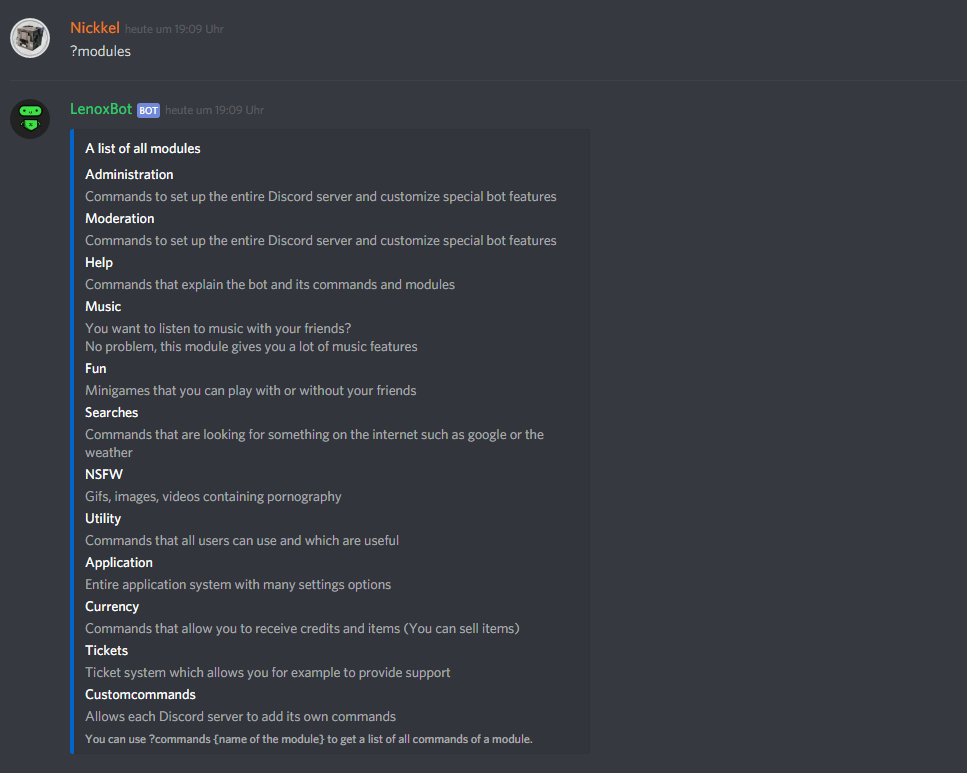 Nickkel heute um 19:09 Uhr
?modules
LenoxBot BOT heute um 19:09 Uhr
A list of all modules
Administration
Commands to set up the entire Discord server and customize special bot features
Moderation
Commands to set up the entire Discord server and customize special bot features
Help
Commands that explain the bot and its commands and modules
Music
You want to listen to music with your friends?
No problem, this module gives you a lot of music features
Fun
Minigames that you can play with or without your friends
Searches
Commands that are looking for something on the internet such as google or the
weather
NSFW
Gifs, images, videos containing pornography
Utility
Commands that all users can use and which are useful
Application
Entire application system with many settings options
Currency
Commands that allow you to receive credits and items (You can sell items)
Tickets
Ticket system which allows you for example to provide support
Customcommands
Allows each Discord server to add its own commands
You can use ?commands {name of the module} to get a list of all commands of a module.